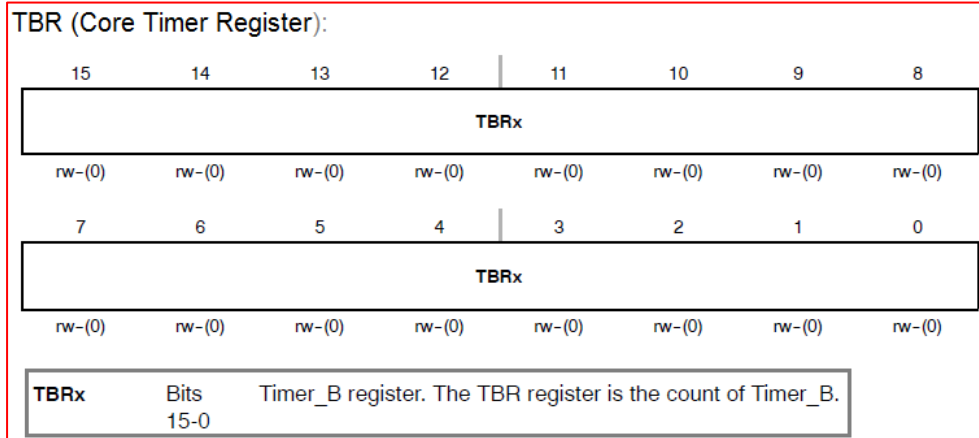 TBR (Core Timer Register):
15 14 13 12 11 10 9 8
TBRx
rw-(0) rw-(0) rw-(0) rw-(0) rw-(0) rw-(0) rw-(0) rw-(0)
7 6 5 4 3 2 1 0
TBRx
rw-(0) rw-(0) rw-(0) rw-(0) rw-(0) rw-(0) rw-(0) rw-(0)
TBRx Bits Timer_B register. The TBR register is the count of Timer_B.
15-0